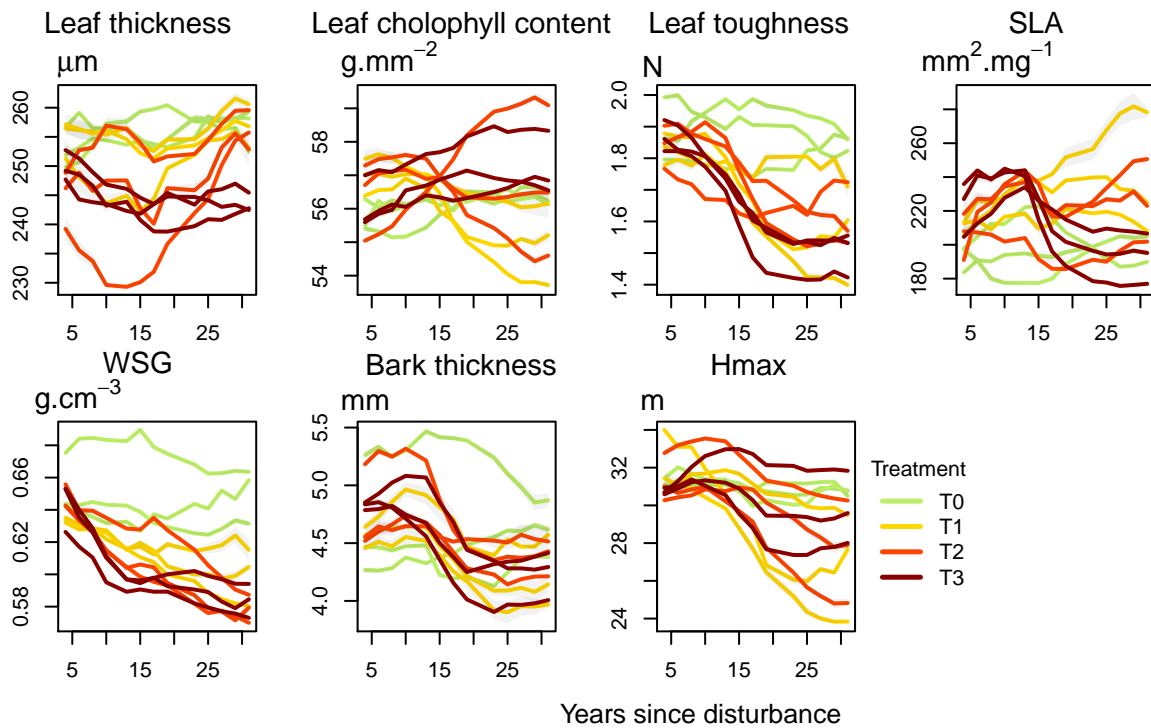 Leaf thickness
μm
260
250
240
230
5 15 25
Leaf cholophyll content
g.mm−2
58
56
54
5 15 25
Leaf toughness
N
2.0
1.8
1.6
1.4
5 15 25
SLA
mm2.mg−1
260
220
180
5 15 25
WSG
g.cm−3
0.66
0.62
0.58
5 15 25
Bark thickness
mm
5.5
5.0
4.5
4.0
5 15 25
Hmax
m
32
28
24
5 15 25
Treatment
T0
T1
T2
T3
Years since disturbance